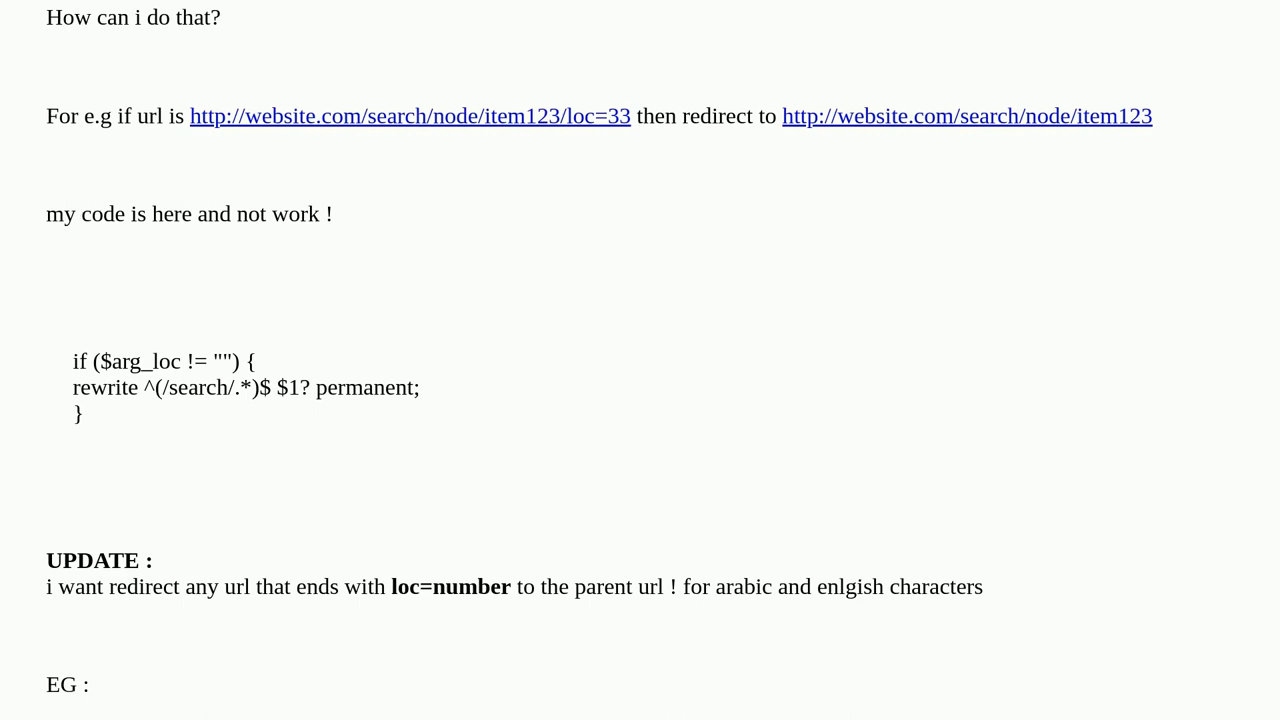 How can i do that?
For e.g if url is http://website.com/search/node/item123/loc=33 then redirect to http://website.com/search/node/item123
my code is here and not work !
if ($arg_loc != "") {
rewrite ^(/search/.*)$ $1? permanent;
}
UPDATE :
i want redirect any url that ends with loc=number to the parent url ! for arabic and enlgish characters
EG :